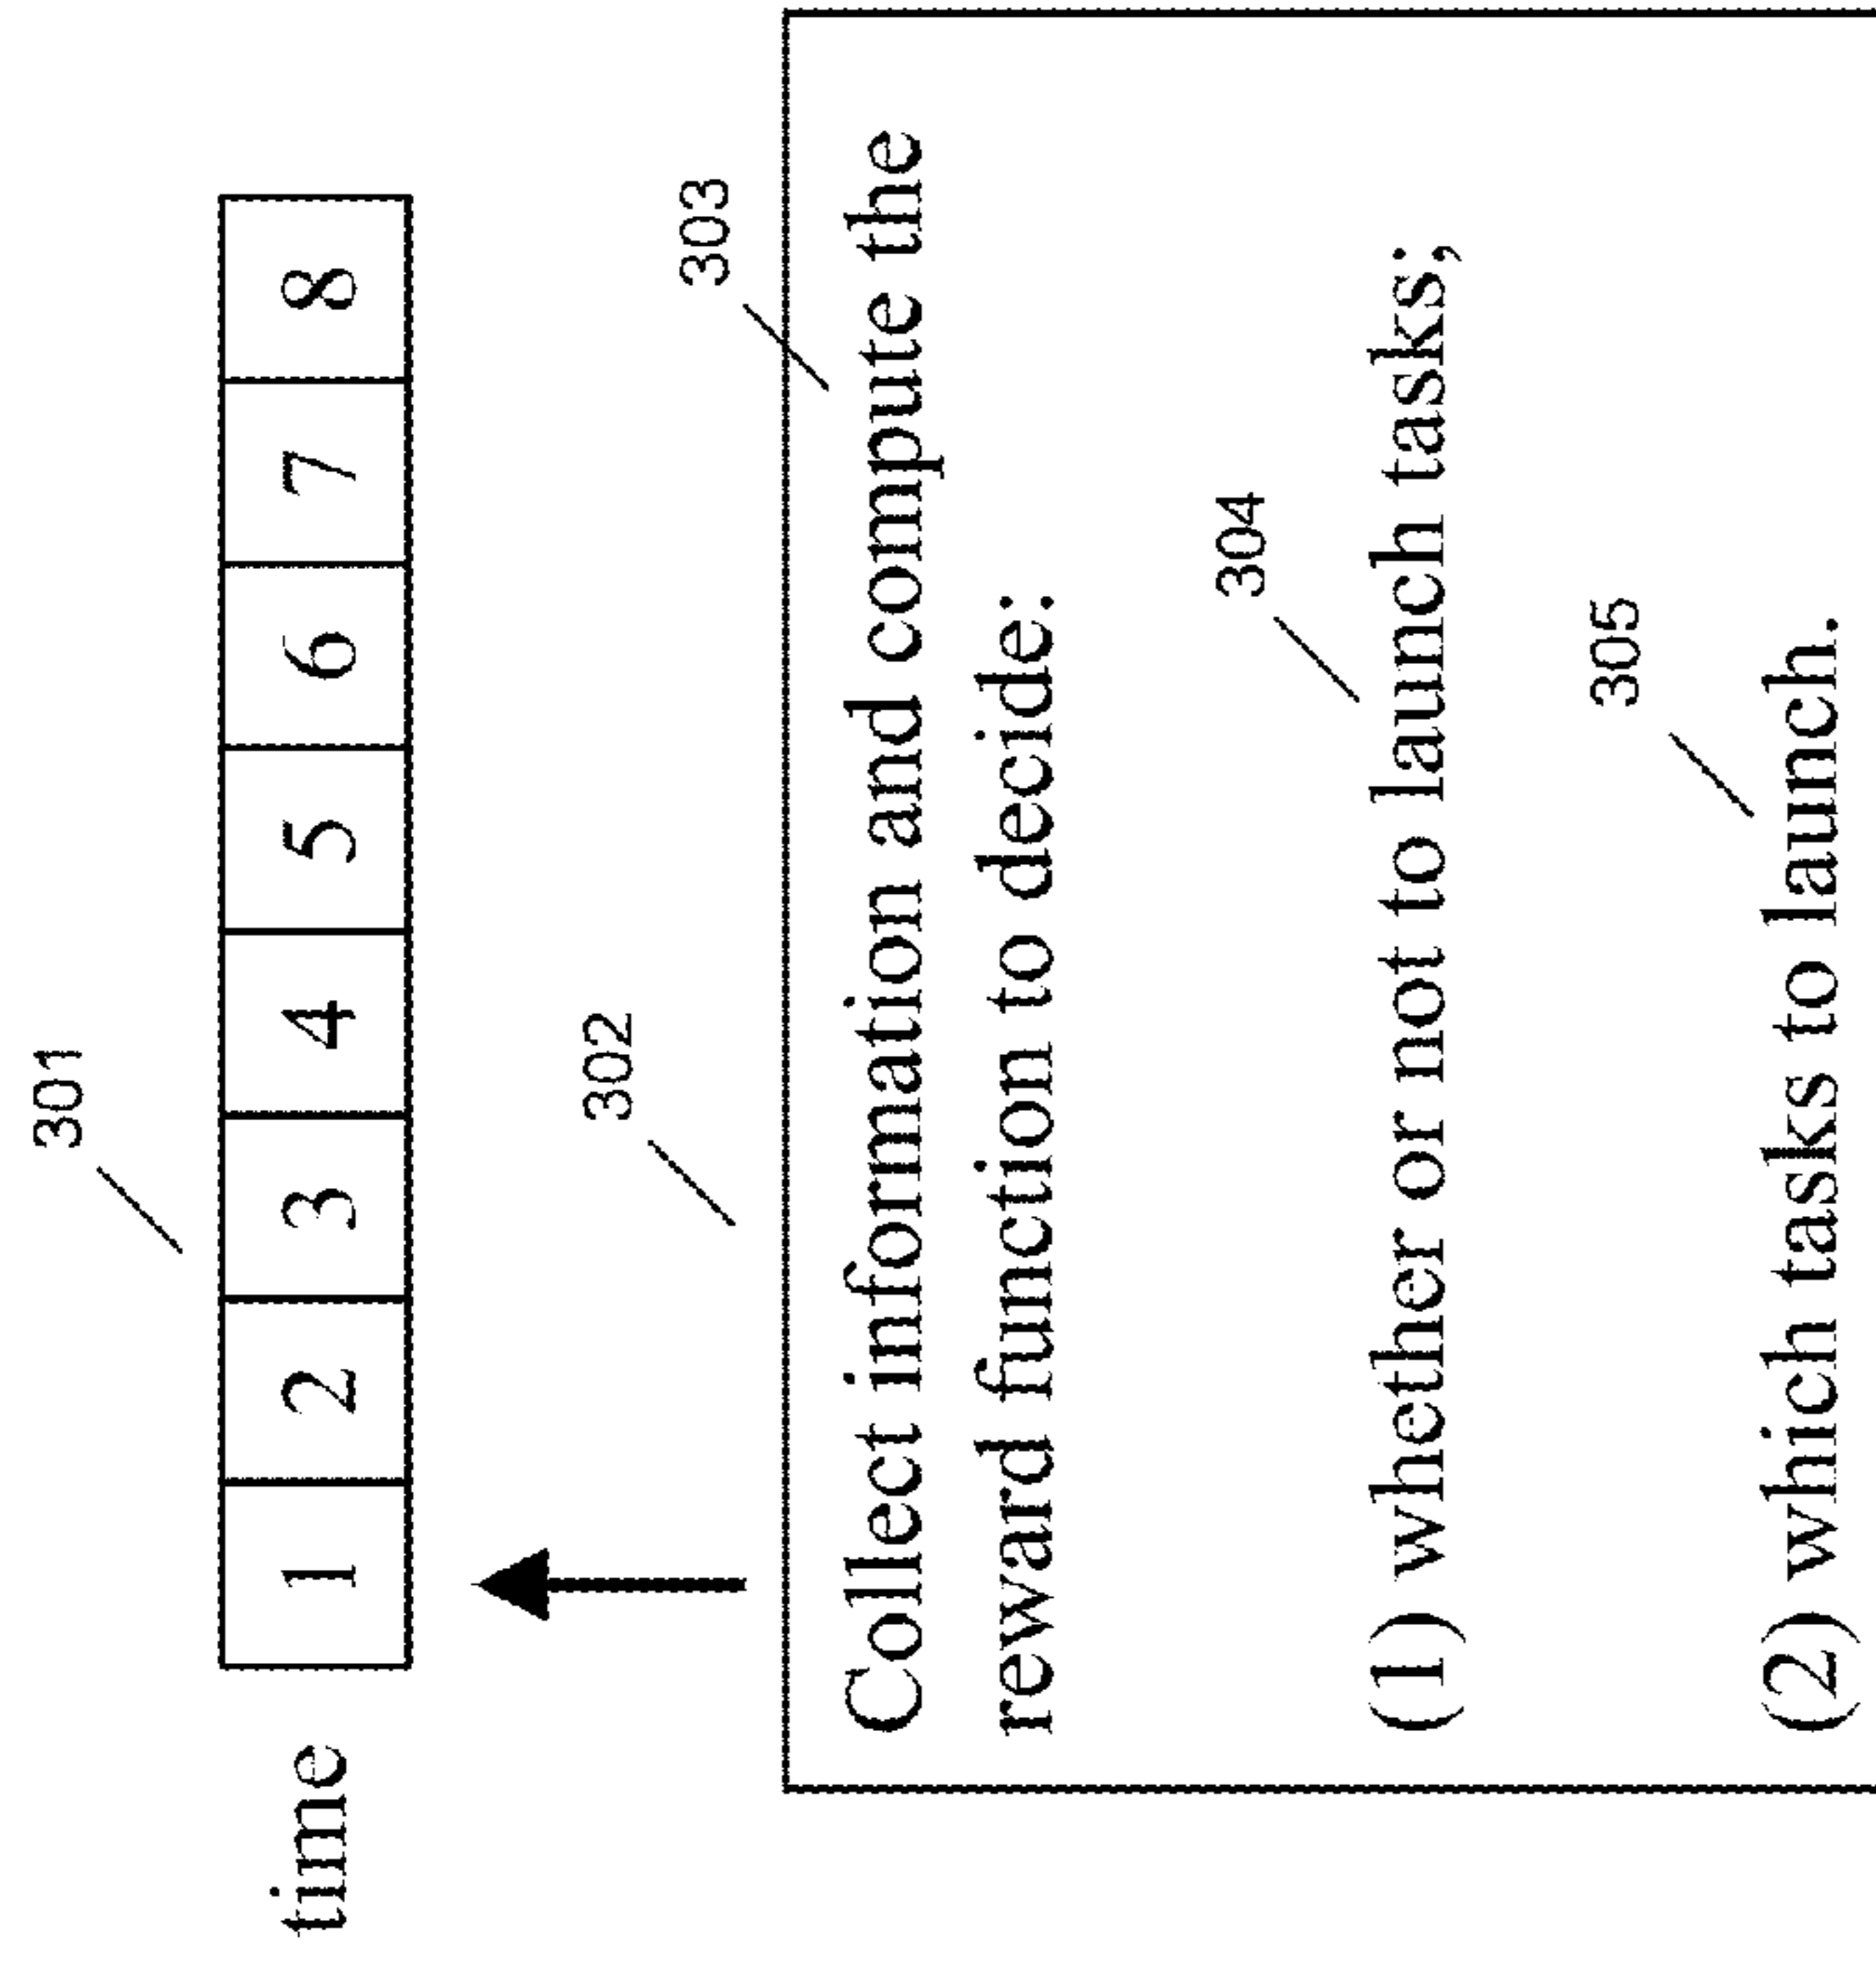 301
time 1 2 3 4 5 6 7 8
302
303
Collect information and compute the
reward function to decide:
304
(1) whether or not to launch tasks;
305
(2) which tasks to launch.